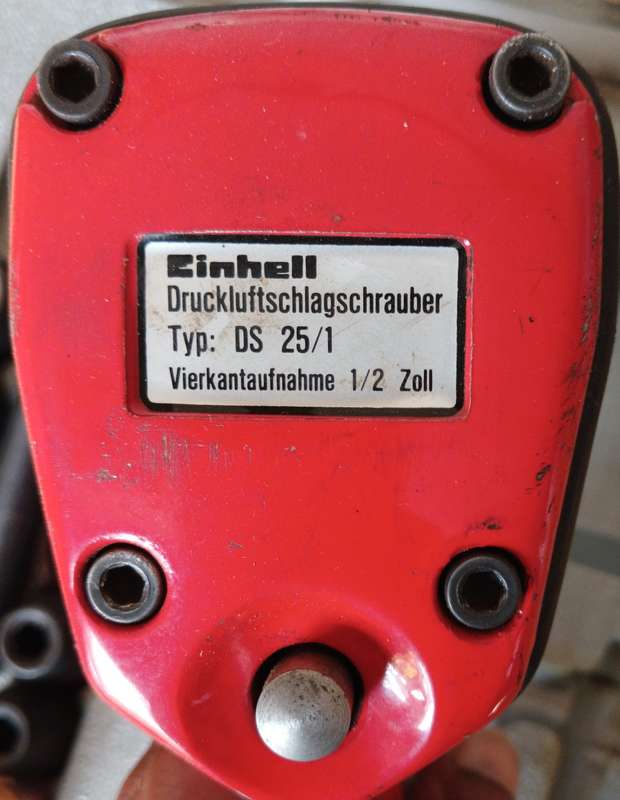 Einhell
Druckluftschlagschrauber
Typ: DS 25/1
Vierkantaufnahme 1/2 Zoll